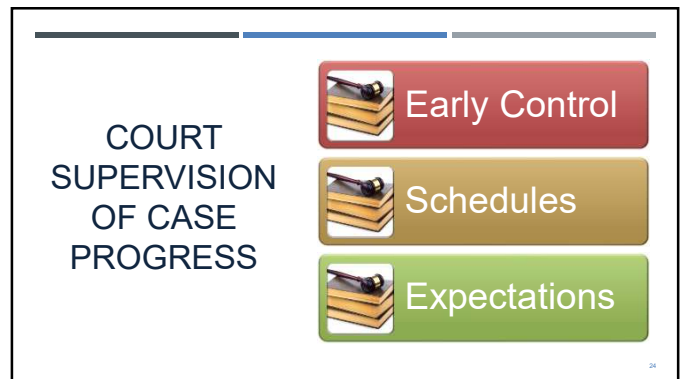 COURT
SUPERVISION
OF CASE
PROGRESS
Early Control
Schedules
Expectations
24